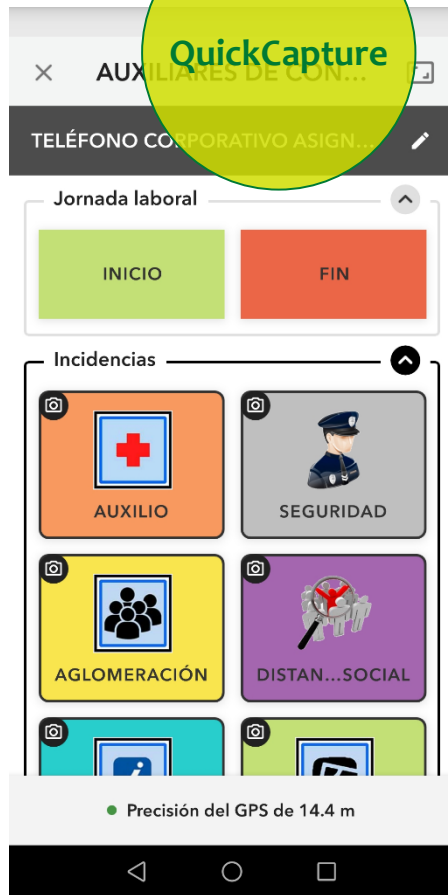 QuickCapture
AUXILIARES DE CON...
TELÉFONO CORPORATIVO ASIGN...
Jornada laboral
INICIO
FIN
Incidencias
AUXILIO
SEGURIDAD
AGLOMERACIÓN
DISTAN...SOCIAL
Precisión del GPS de 14.4 m